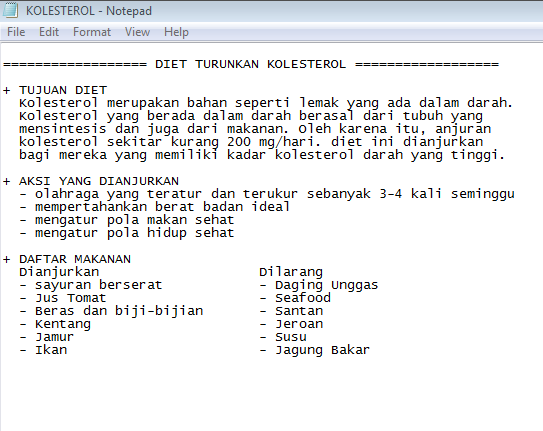 KOLESTEROL - Notepad
File Edit Format View Help
================== DIET TURUNKAN KOLESTEROL ==================
+ TUJUAN DIET
Kolesterol merupakan bahan seperti lemak yang ada dalam darah.
Kolesterol yang berada dalam darah berasal dari tubuh yang
mensintesis dan juga dari makanan. Oleh karena itu, anjuran
kolesterol sekitar kurang 200 mg/hari. diet ini dianjurkan
bagi mereka yang memiliki kadar kolesterol darah yang tinggi.
+ AKSI YANG DIANJURKAN
- olahraga yang teratur dan terukur sebanyak 3-4 kali seminggu
- mempertahankan berat badan ideal
- mengatur pola makan sehat
- mengatur pola hidup sehat
+ DAFTAR MAKANAN
Dianjurkan Dilarang
- sayuran berserat - Daging Unggas
- Jus Tomat - Seafood
- Beras dan biji-bijian - Santan
- Kentang - Jeroan
- Jamur - Susu
- Ikan - Jagung Bakar